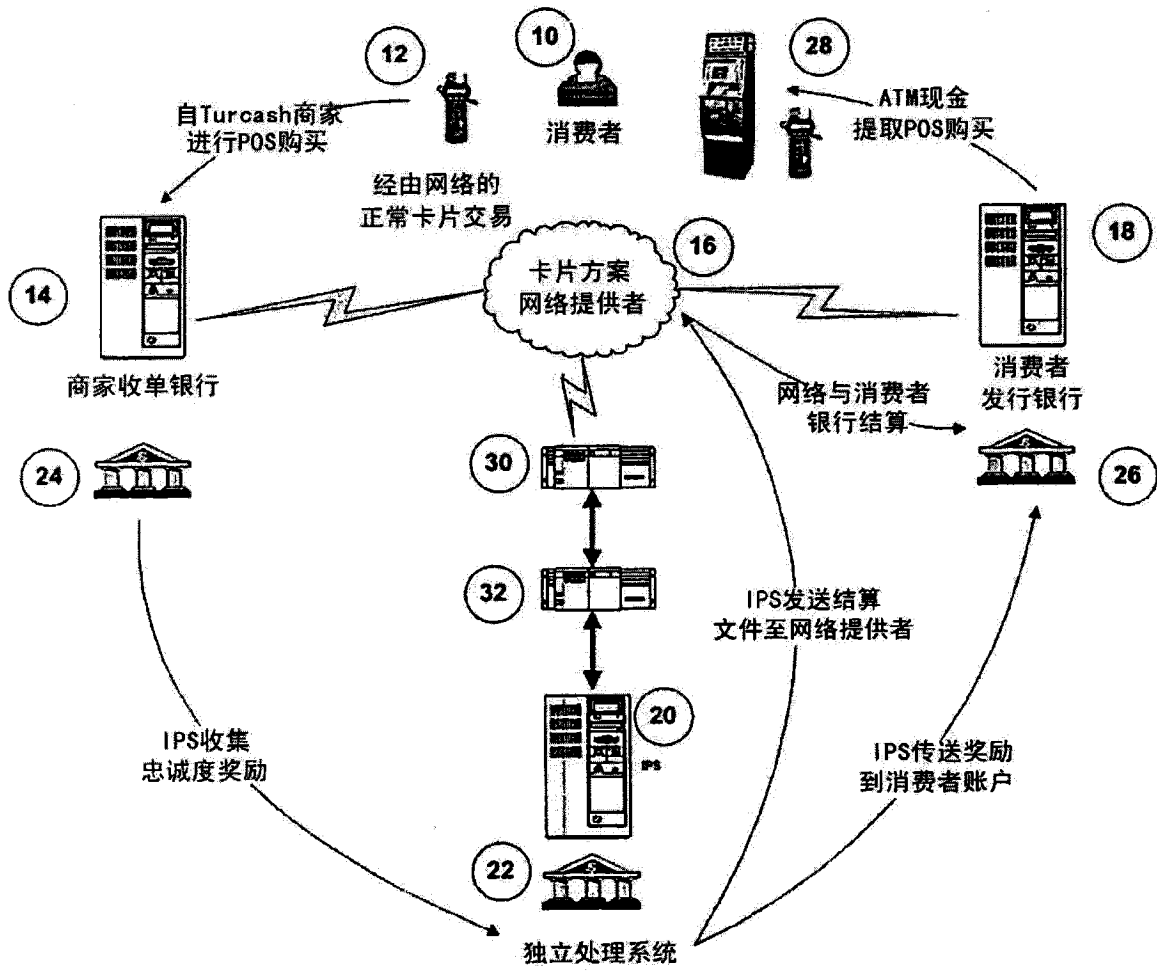 12
10
28
自Turcash商家
进行POS购买
消费者
ATM现金
提取POS购买
经由网络的
正常卡片交易
14
16
18
卡片方案
网络提供者
商家收单银行
消费者
发行银行
网络与消费者
银行结算
24
30
26
32
IPS发送结算
文件至网络提供者
20
IPS
IPS收集
忠诚度奖励
IPS传送奖励
到消费者账户
22
独立处理系统